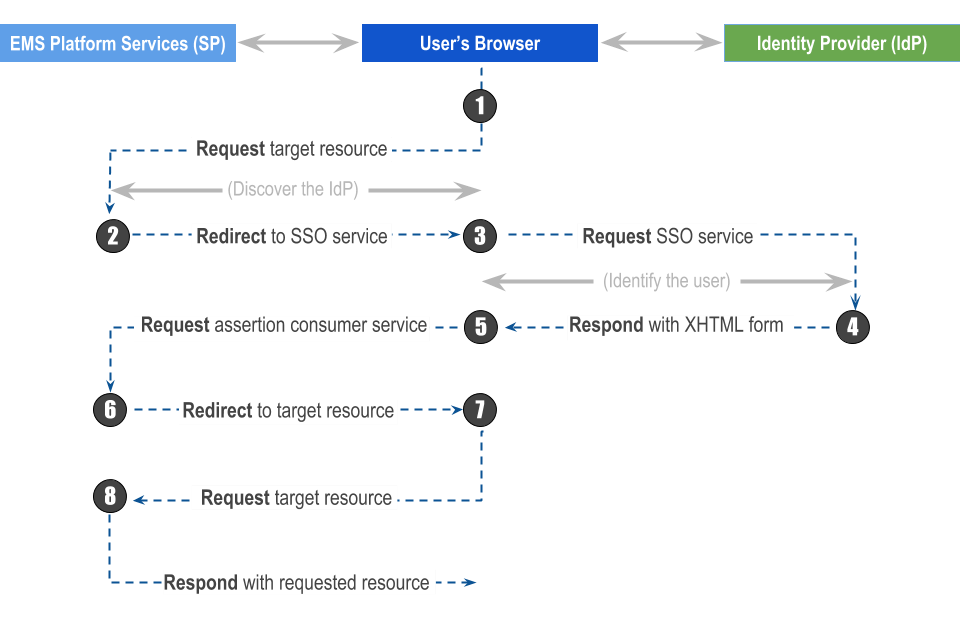 EMS Platform Services (SP)
User's Browser
Identity Provider (IdP)
1
Request target resource
(Discover the IdP)
2
Redirect to SSO service
3
Request SSO service
(Identify the user)
Request assertion consumer service
5
Respond with XHTML form
4
6
Redirect to target resource
7
8
Request target resource
Respond with requested resource